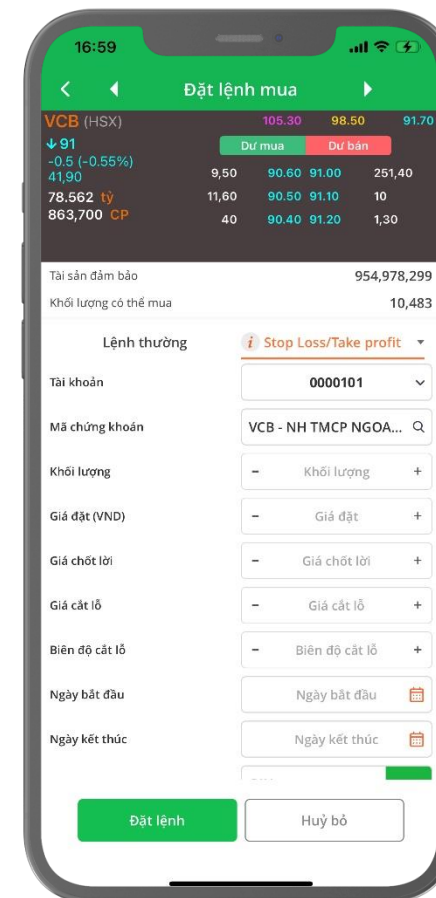 16:59
Đặt lệnh mua
VCB (HSX) 105.30 98.50 91.70
91 Dư mua Dư bán
-0.5 (-0.55%)
41,90 9,50 90.60 91.00 251,40
78.562 tỷ 11,60 90.50 91.10 10
863,700 CP 40 90.40 91.20 1,30
Tài sản đảm bảo 954,978,299
Khối lượng có thể mua 10,483
Lệnh thường i Stop Loss/Take profit
Tài khoản 0000101
Mã chứng khoán VCB - NH TMCP NGOA...
Khối lượng - Khối lượng +
Giá đặt (VND) - Giá đặt +
Giá chốt lời - Giá chốt lời +
Giá cắt lỗ - Giá cắt lỗ +
Biên độ cắt lỗ - Biên độ cắt lỗ +
Ngày bắt đầu Ngày bắt đầu
Ngày kết thúc Ngày kết thúc
Đặt lệnh Huỷ bỏ